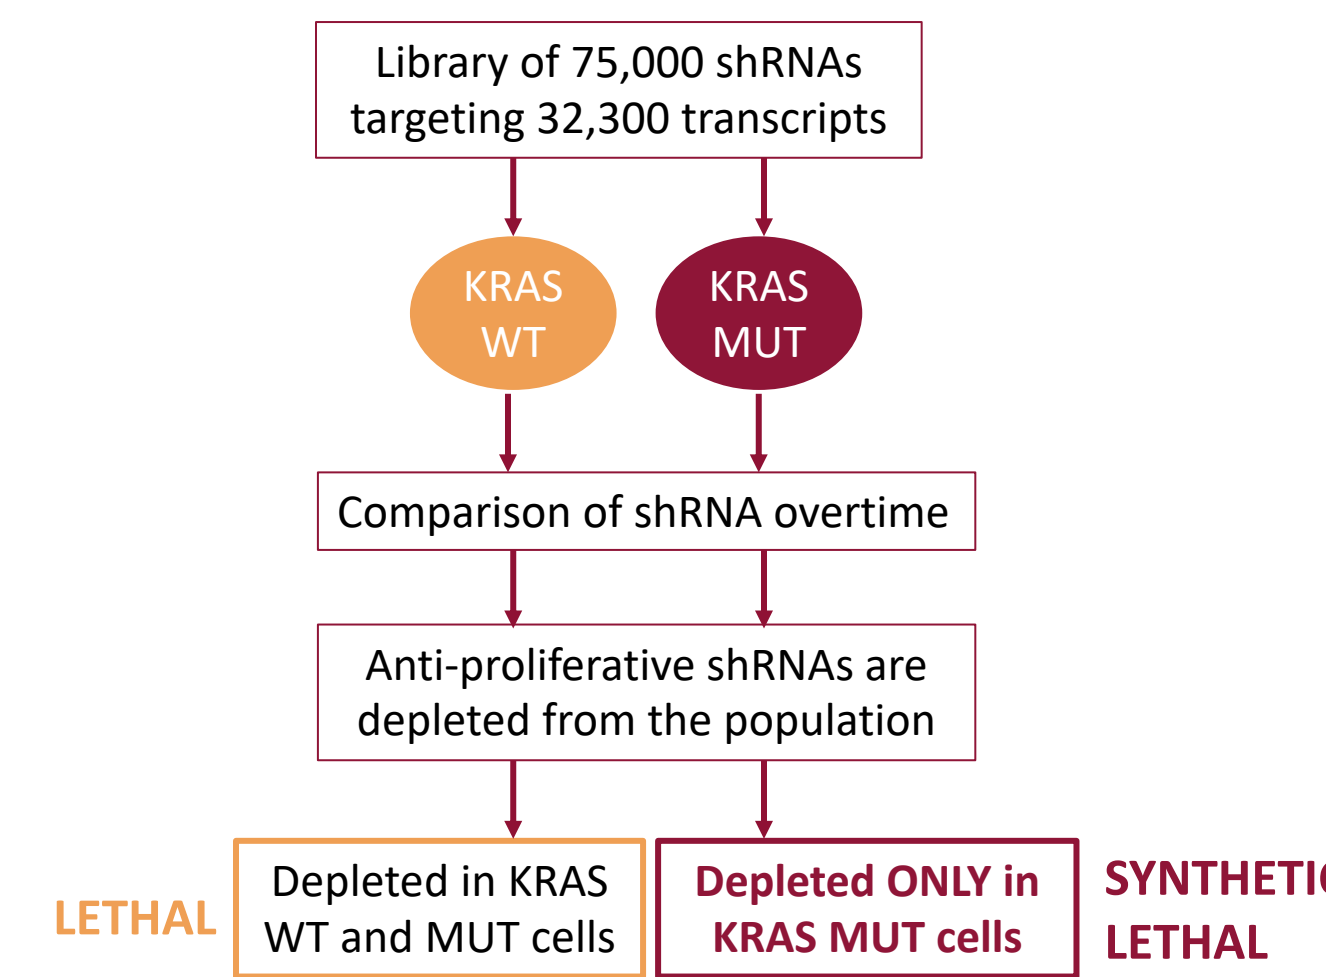 Library of 75,000 shRNAs
targeting 32,300 transcripts
KRAS
WT
KRAS
MUT
Comparison of shRNA overtime
Anti-proliferative shRNAs are
depleted from the population
LETHAL
Depleted in KRAS
WT and MUT cells
Depleted ONLY in
KRAS MUT cells
SYNTHETIC
LETHAL